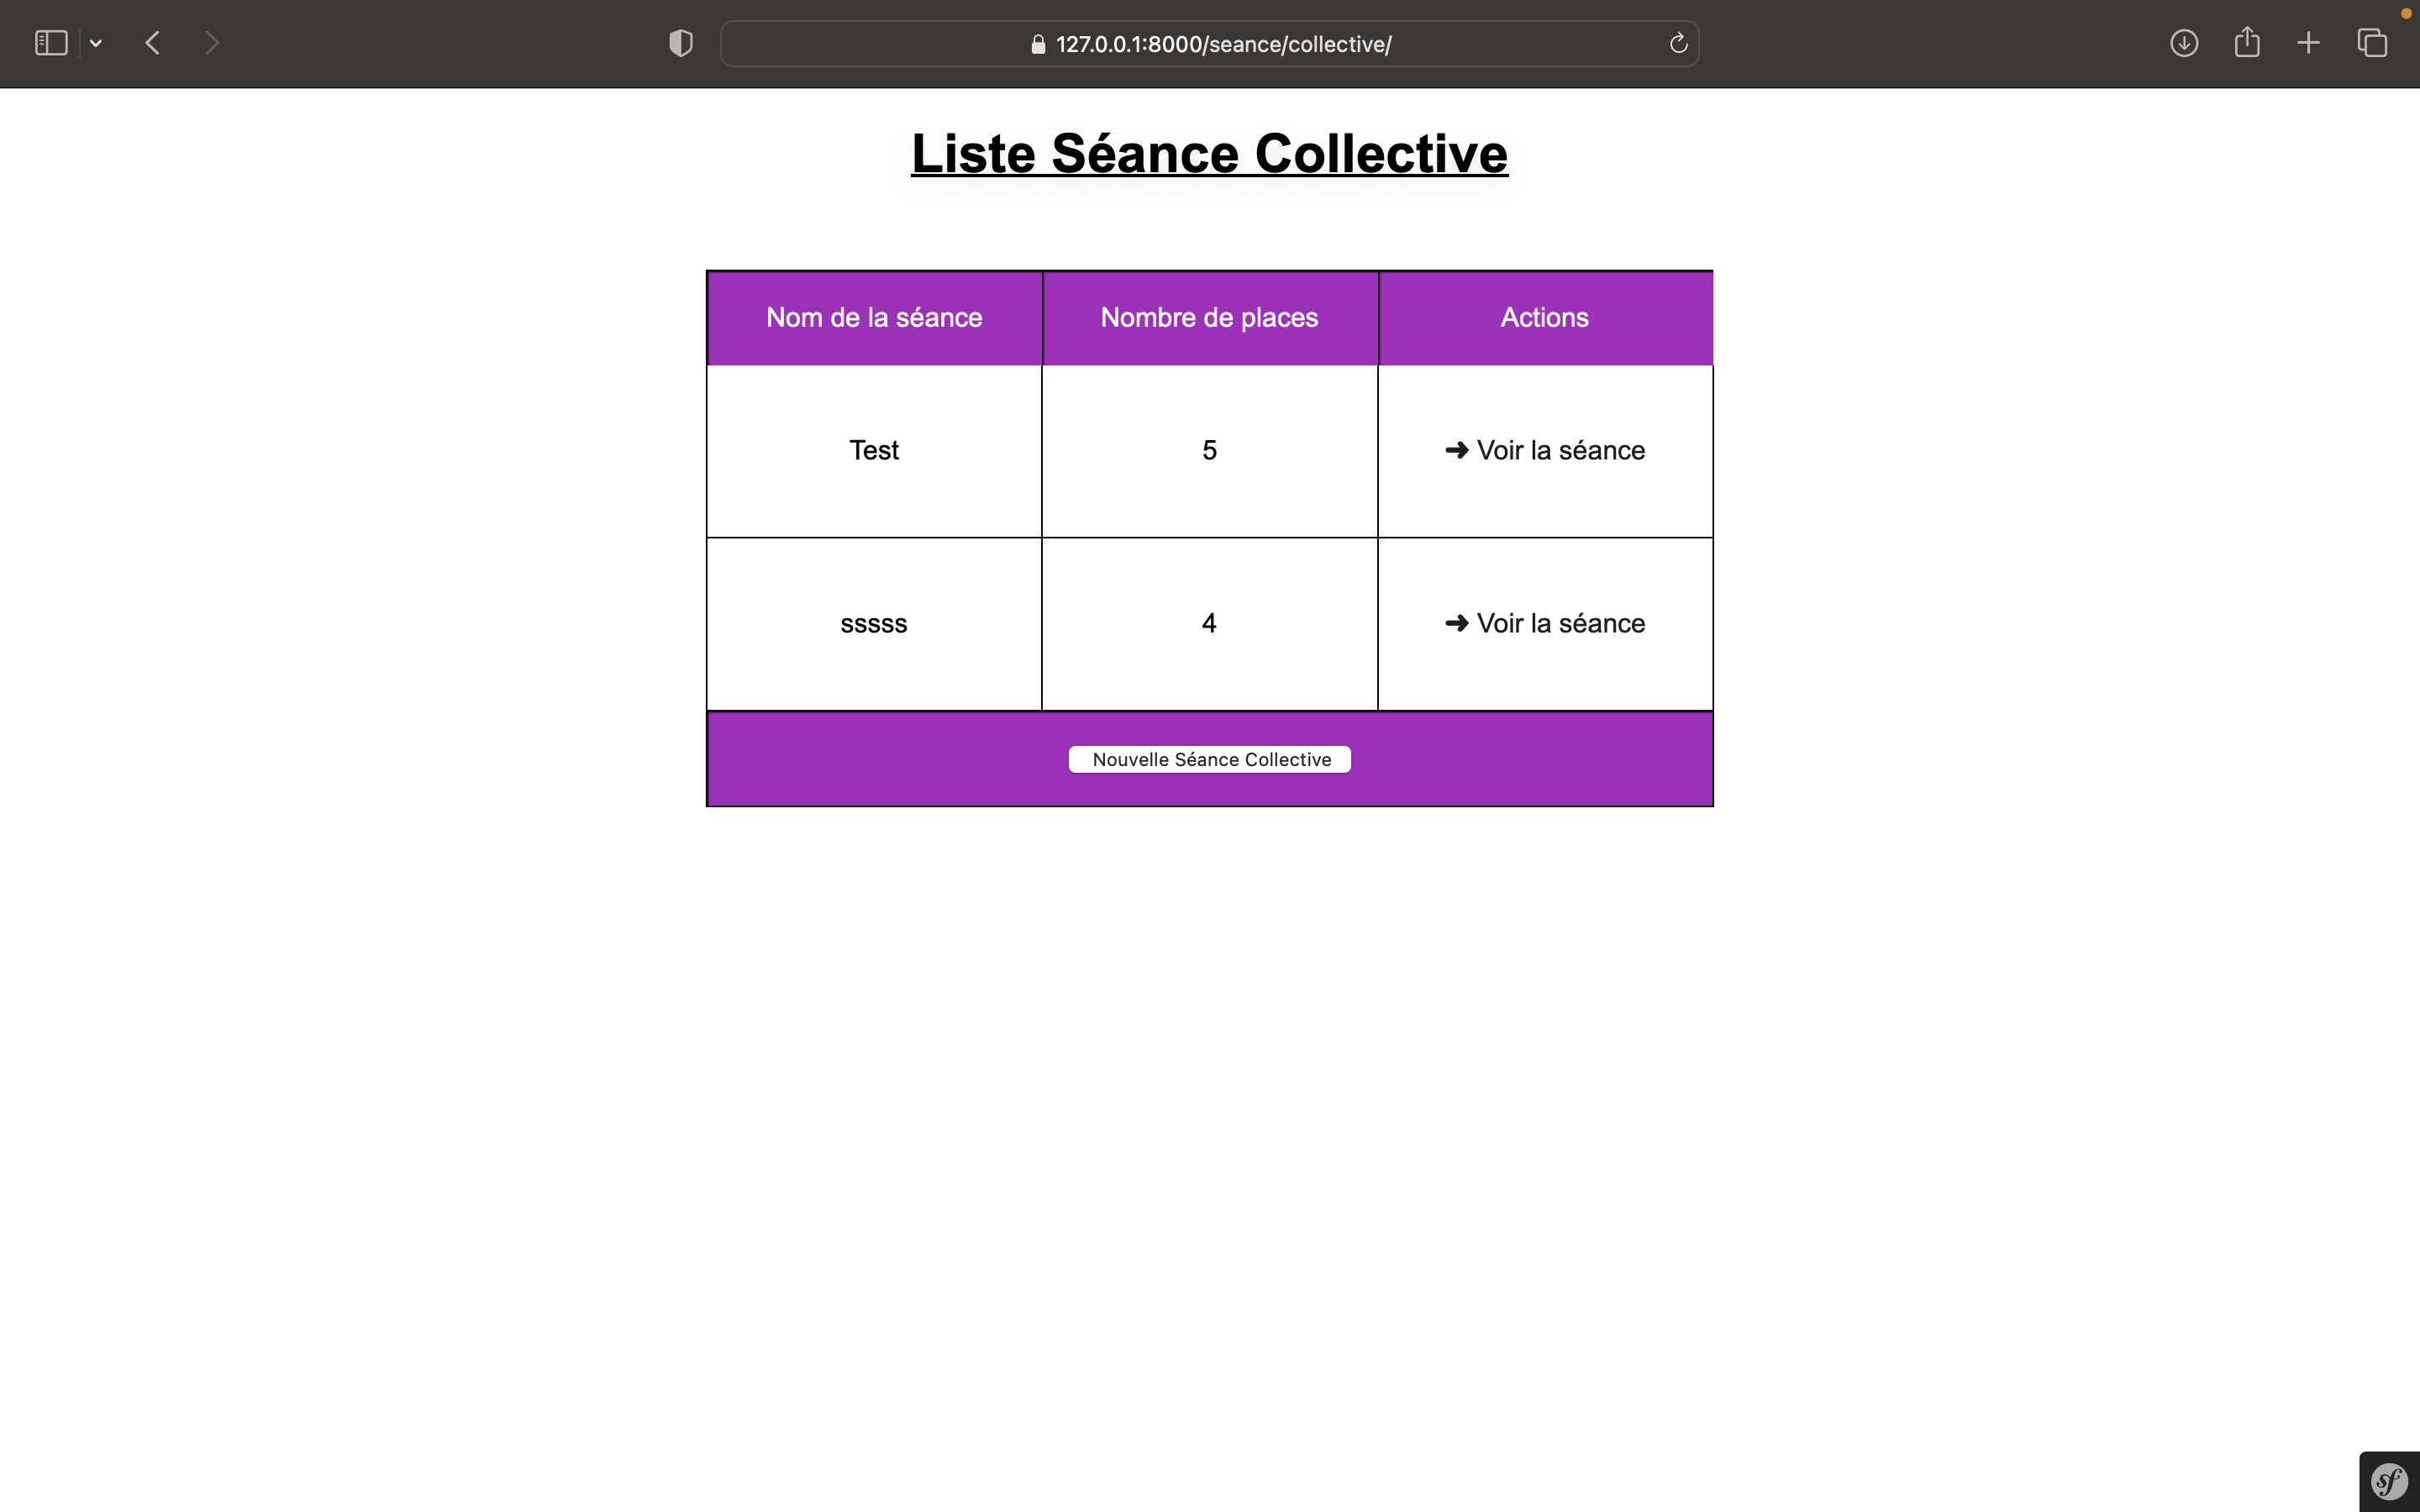 127.0.0.1:8000/seance/collective/
Liste Séance Collective
Nom de la séance Nombre de places Actions
Test 5 ➜ Voir la séance
sssss 4 ➜ Voir la séance
Nouvelle Séance Collective
sf